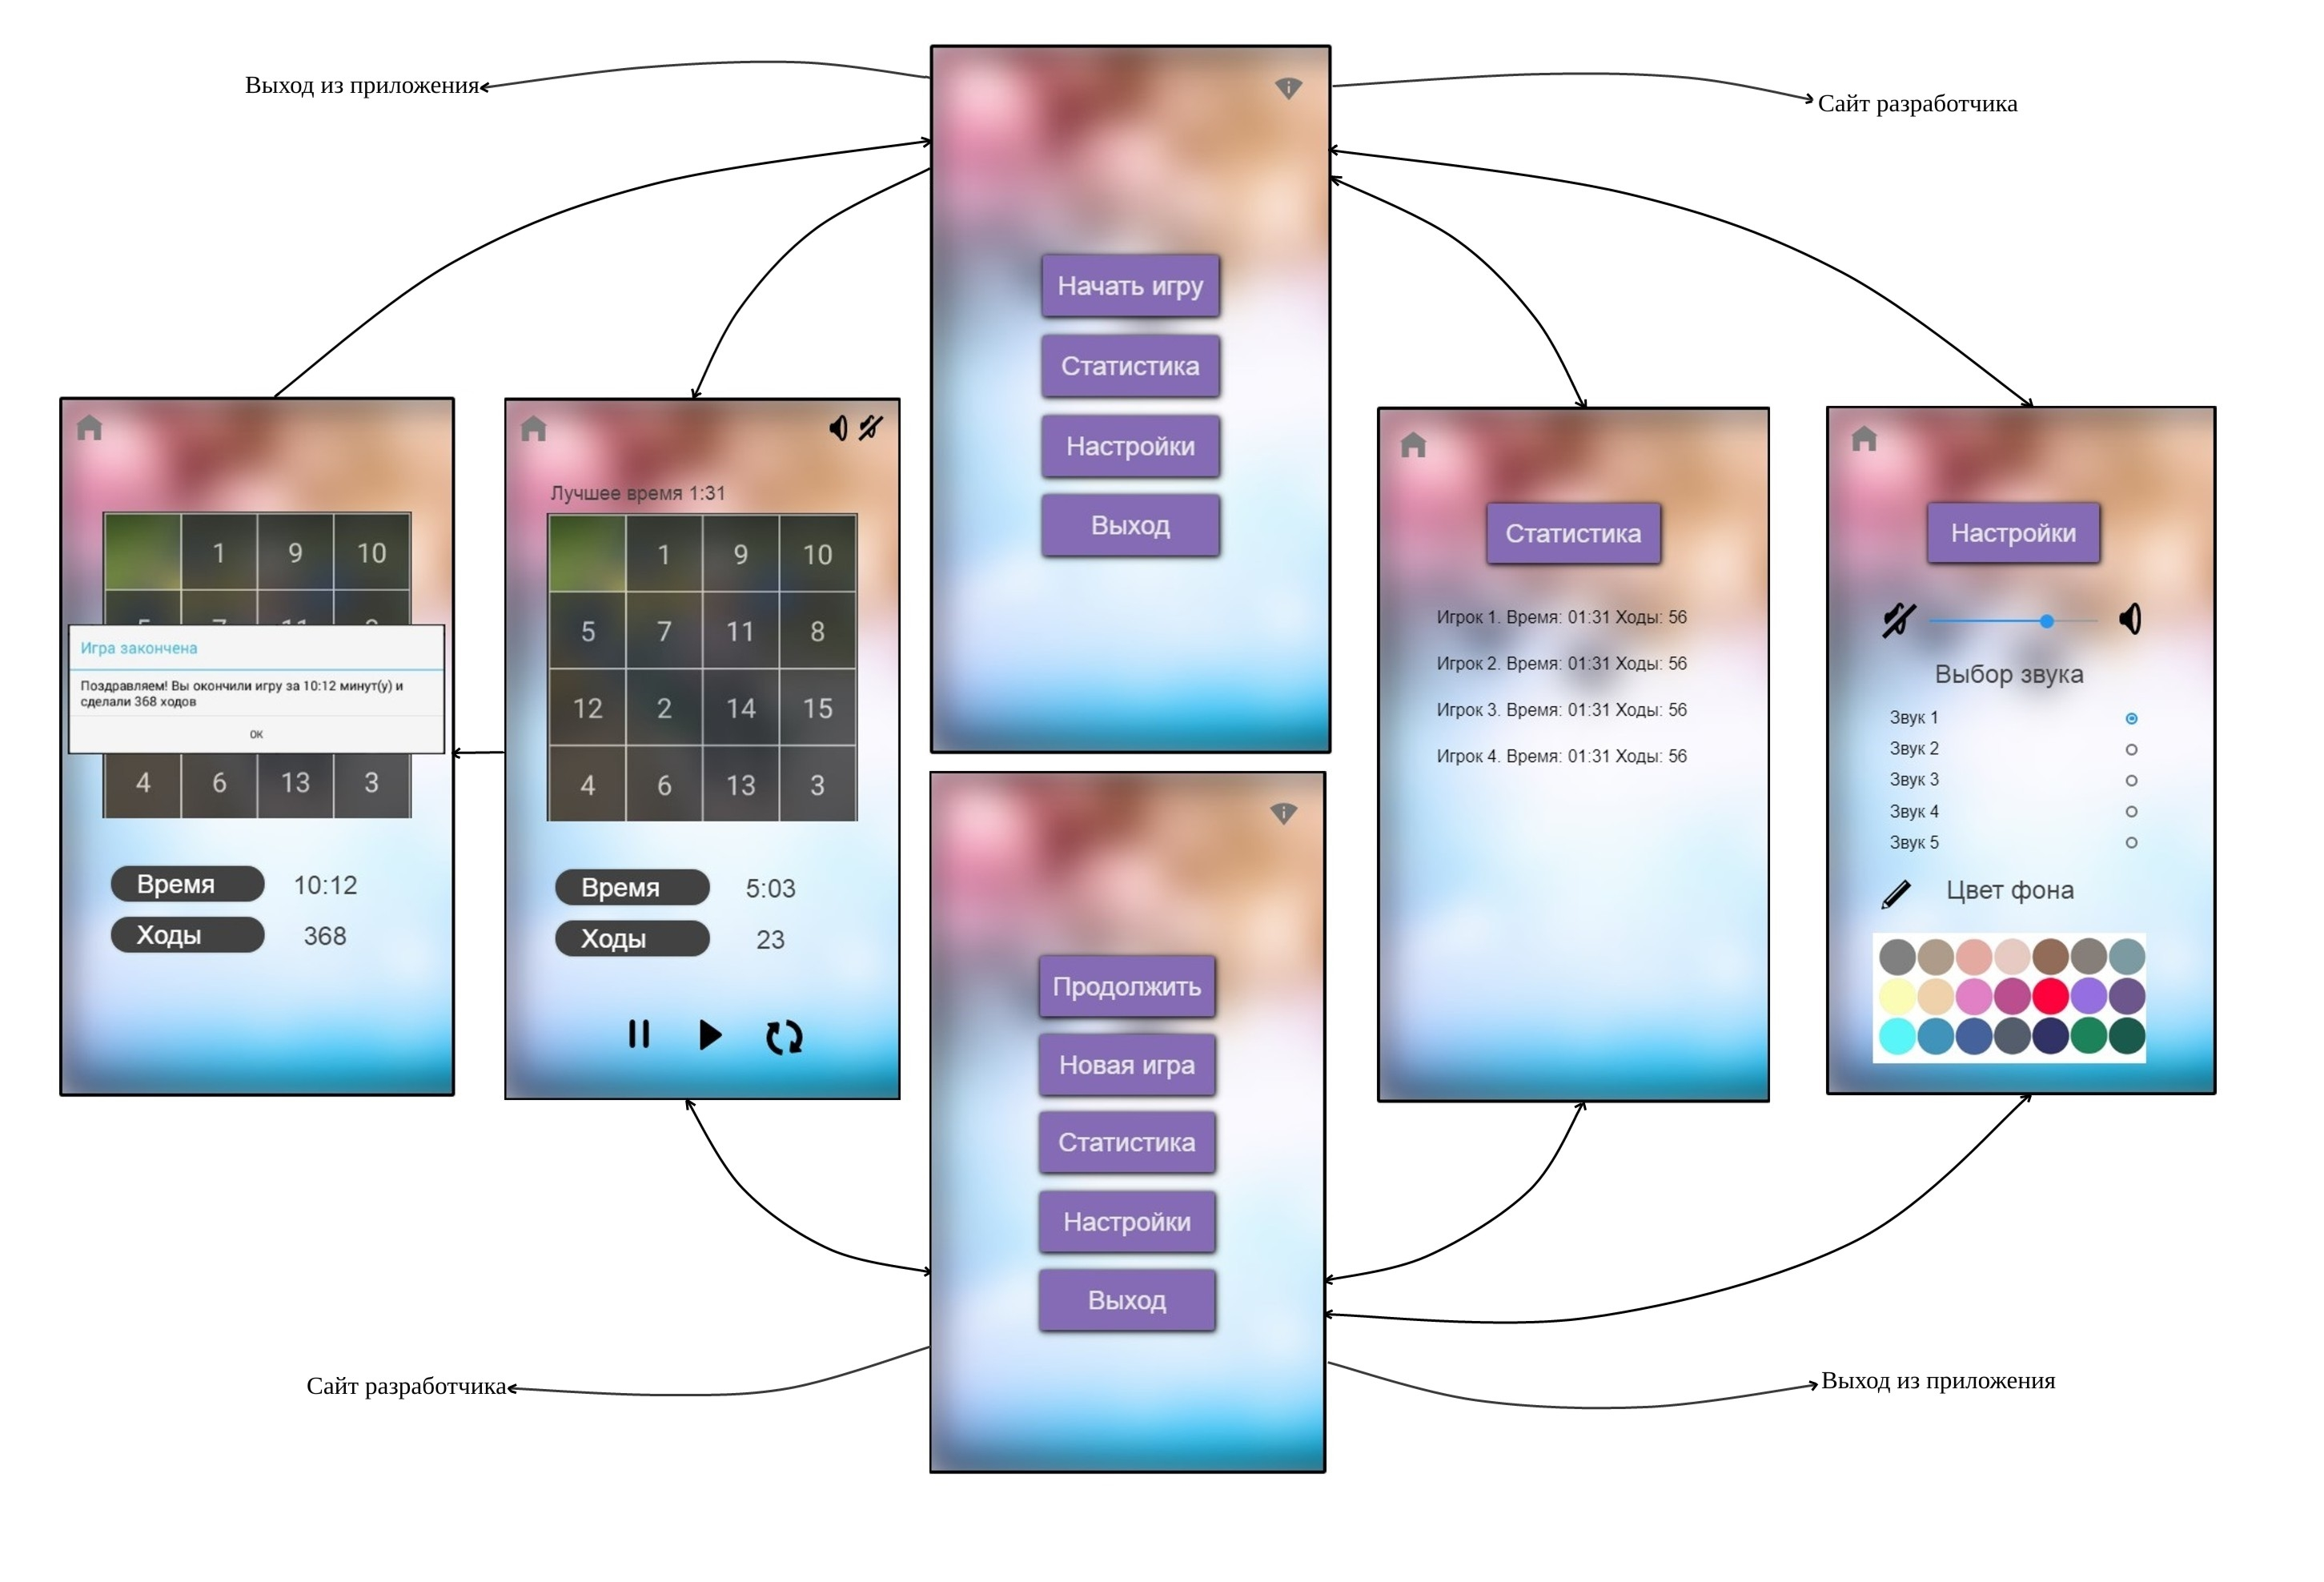 Выход из приложения
Сайт разработчика
Начать игру
Статистика
Настройки
Выход
1 9 10
Игра закончена
Поздравляем! Вы окончили игру за 10:12 минут(у) и
сделали 368 ходов
ОК
4 6 13 3
Время 10:12
Ходы 368
Лучшее время 1:31
1 9 10
5 7 11 8
12 2 14 15
4 6 13 3
Время 5:03
Ходы 23
Продолжить
Новая игра
Статистика
Настройки
Выход
Статистика
Игрок 1. Время: 01:31 Ходы: 56
Игрок 2. Время: 01:31 Ходы: 56
Игрок 3. Время: 01:31 Ходы: 56
Игрок 4. Время: 01:31 Ходы: 56
Настройки
Выбор звука
Звук 1
Звук 2
Звук 3
Звук 4
Звук 5
Цвет фона
Сайт разработчика
Выход из приложения